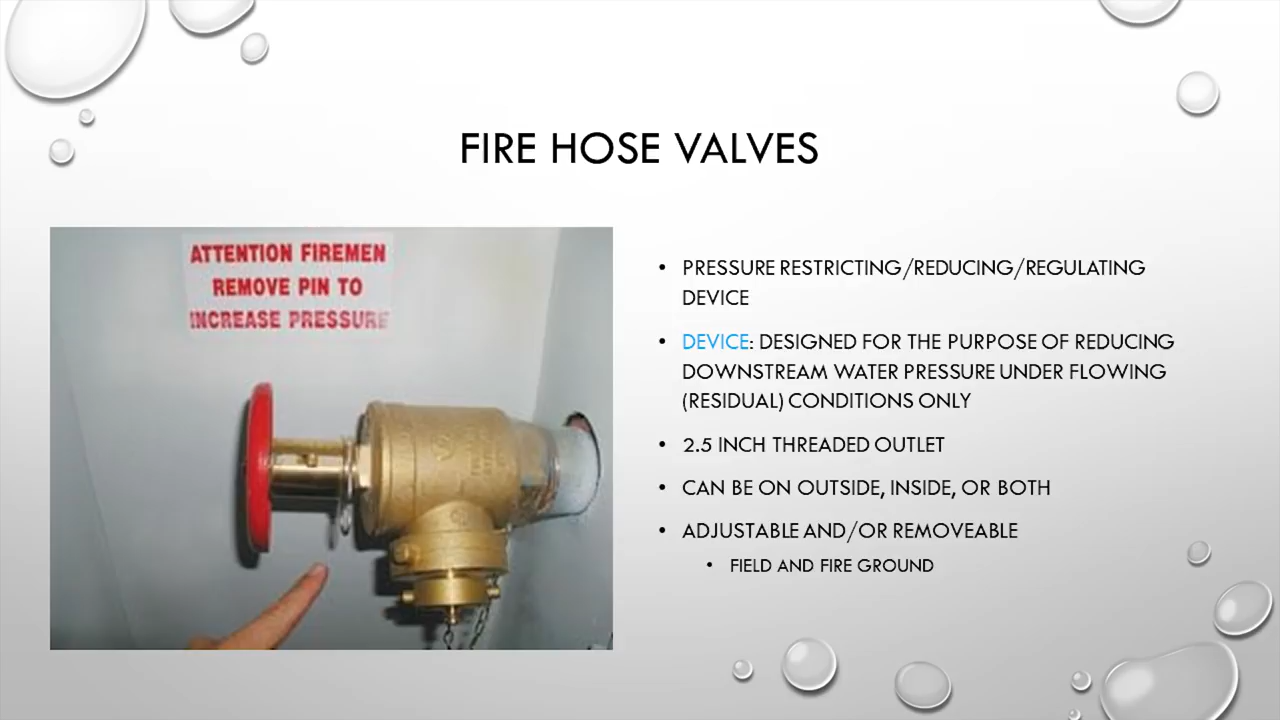 FIRE HOSE VALVES
ATTENTION FIREMEN
REMOVE PIN TO
INCREASE PRESSURE
• PRESSURE RESTRICTING/REDUCING/REGULATING
DEVICE
• DEVICE: DESIGNED FOR THE PURPOSE OF REDUCING
DOWNSTREAM WATER PRESSURE UNDER FLOWING
(RESIDUAL) CONDITIONS ONLY
• 2.5 INCH THREADED OUTLET
• CAN BE ON OUTSIDE, INSIDE, OR BOTH
• ADJUSTABLE AND/OR REMOVEABLE
• FIELD AND FIRE GROUND